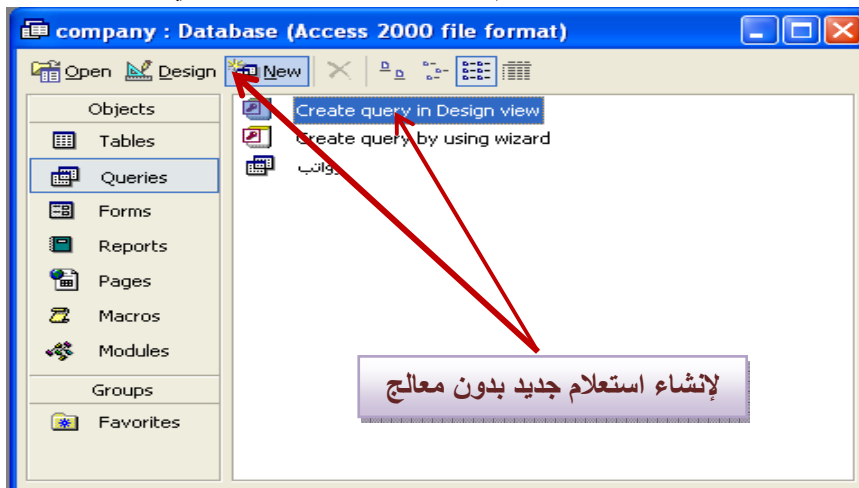 company : Database (Access 2000 file format)
Open Design New
Objects
Tables
Queries
Forms
Reports
Pages
Macros
Modules
Groups
Favorites
Create query in Design view
Create query by using wizard
لإنشاء استعلام جديد بدون معالج